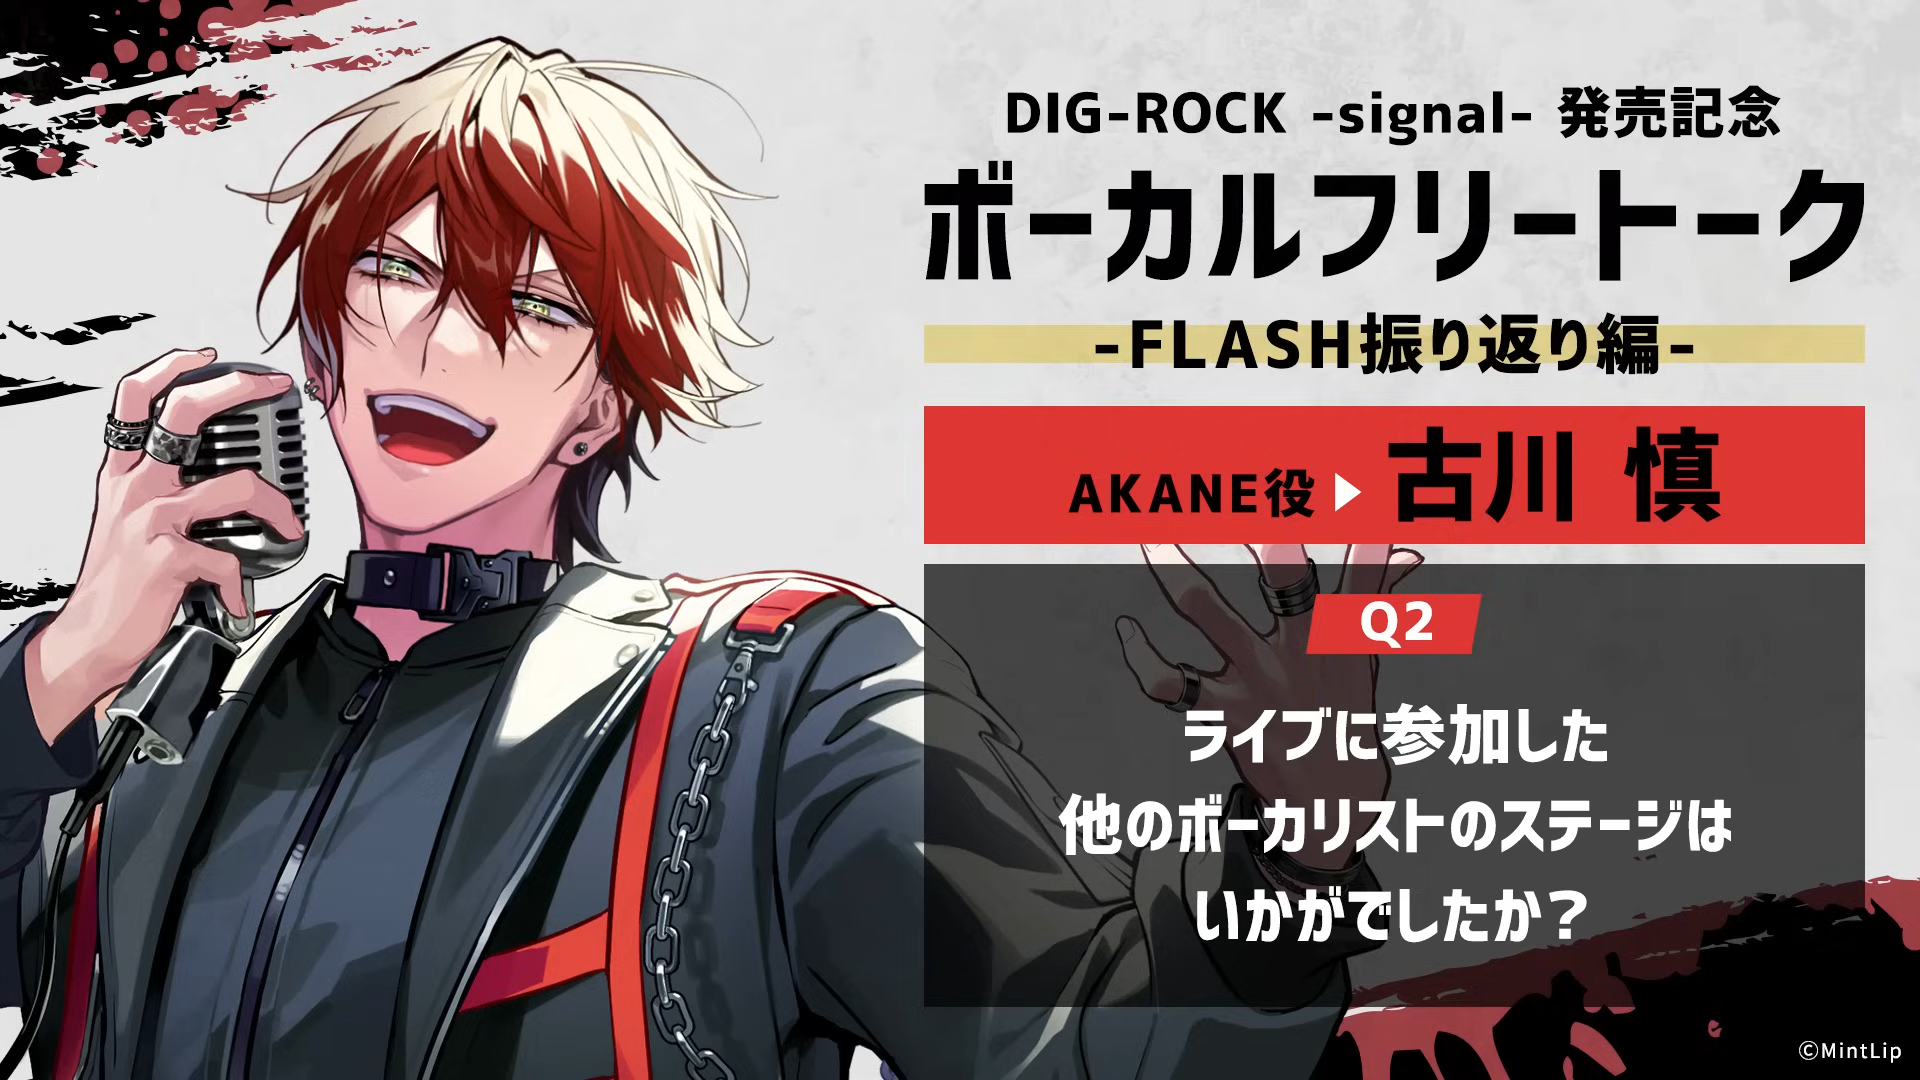 DIG-ROCK -signal- 発売記念
ボーカルフリートーク
-FLASH振り返り編-
AKANE役▶古川 慎
Q2
ライブに参加した
他のボーカリストのステージは
いかがでしたか？
©MintLip